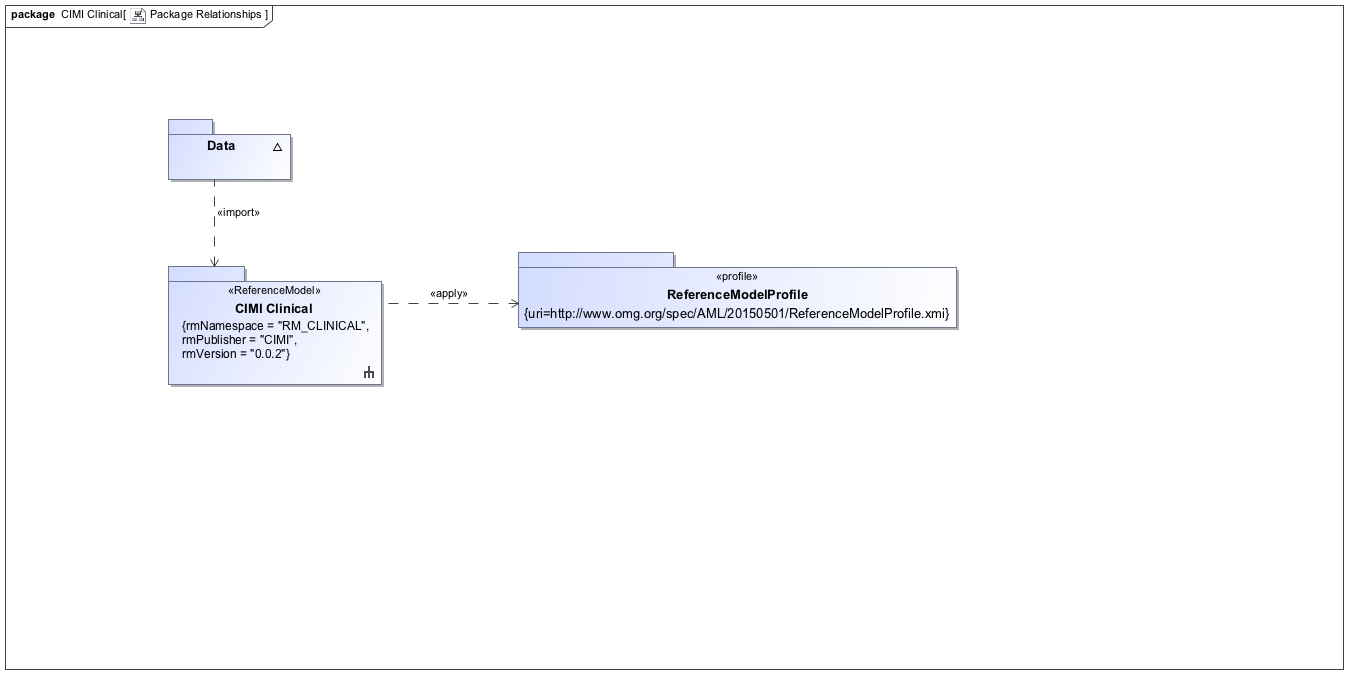 package CIMI Clinical[ Package Relationships ]
Data
«import»
«ReferenceModel»
CIMI Clinical
{rmNamespace = "RM_CLINICAL",
rmPublisher = "CIMI",
rmVersion = "0.0.2"}
«apply»
«profile»
ReferenceModelProfile
{uri=http://www.omg.org/spec/AML/20150501/ReferenceModelProfile.xmi}